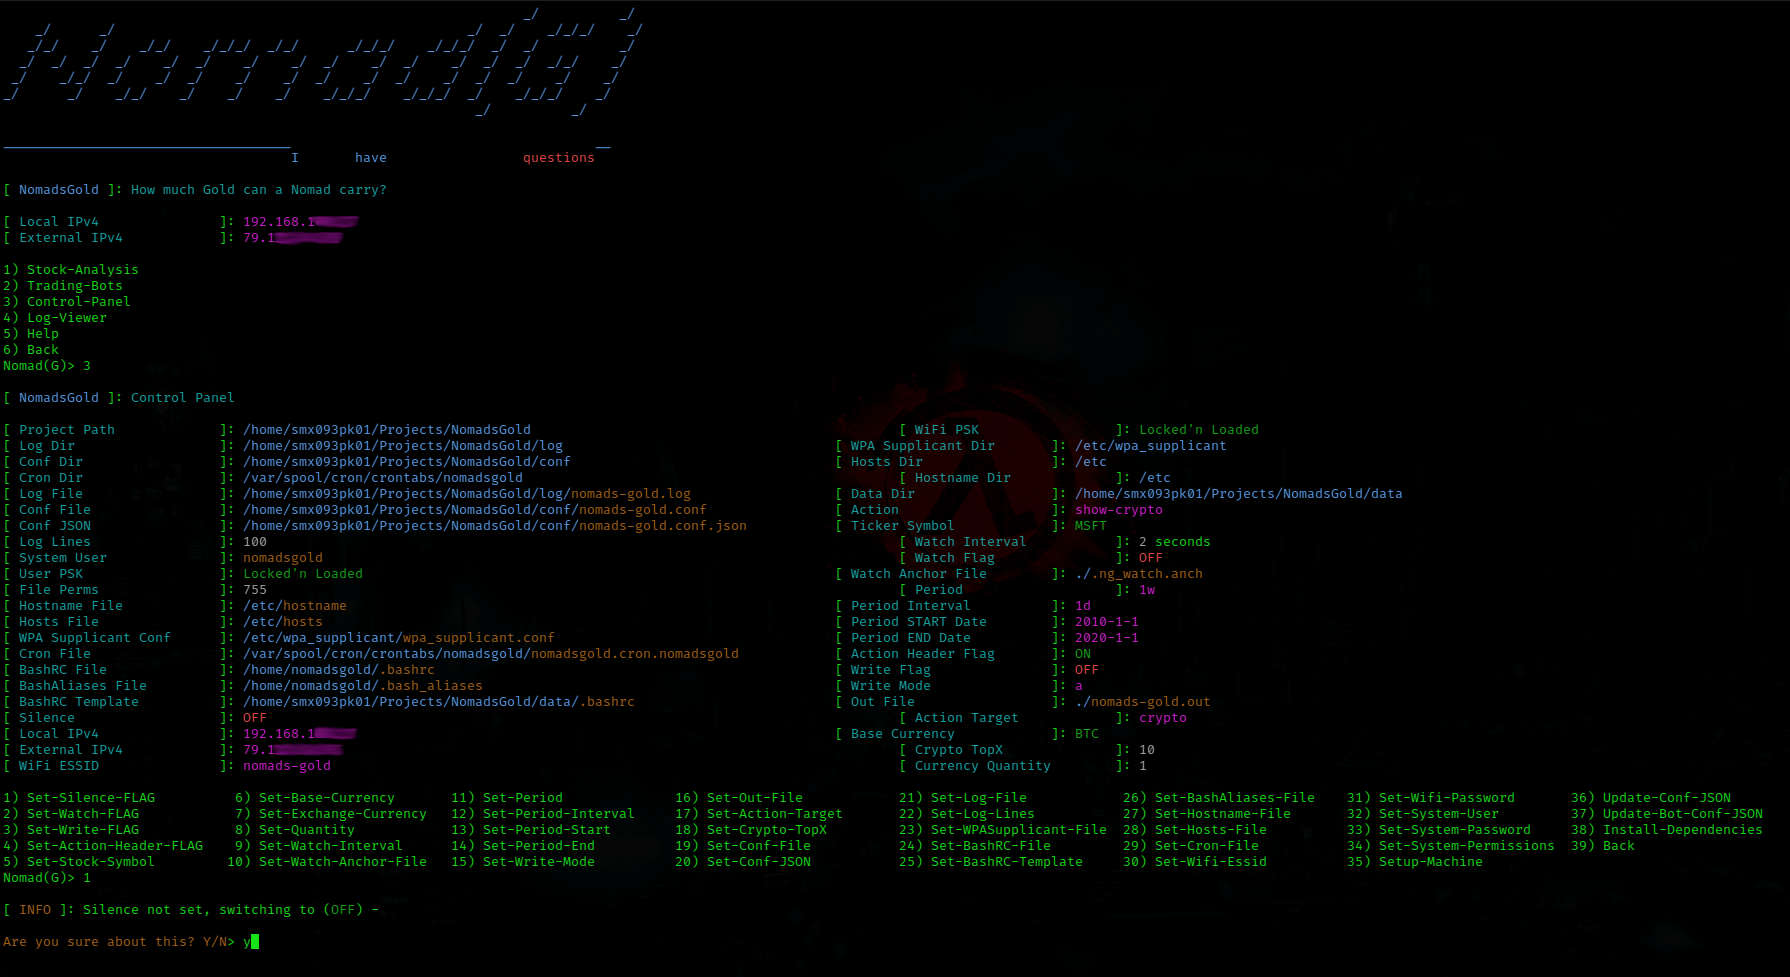 Nomad(G)
I have questions
[ NomadsGold ]: How much Gold can a Nomad carry?
[ Local IPv4 ]: 192.168.1
[ External IPv4 ]: 79.1
1) Stock-Analysis
2) Trading-Bots
3) Control-Panel
4) Log-Viewer
5) Help
6) Back
Nomad(G)> 3
[ NomadsGold ]: Control Panel
[ Project Path ]: /home/smx093pk01/Projects/NomadsGold [ WiFi PSK ]: Locked'n Loaded
[ Log Dir ]: /home/smx093pk01/Projects/NomadsGold/log [ WPA Supplicant Dir ]: /etc/wpa_supplicant
[ Conf Dir ]: /home/smx093pk01/Projects/NomadsGold/conf [ Hosts Dir ]: /etc
[ Cron Dir ]: /var/spool/cron/crontabs/nomadsgold [ Hostname Dir ]: /etc
[ Log File ]: /home/smx093pk01/Projects/NomadsGold/log/nomads-gold.log [ Data Dir ]: /home/smx093pk01/Projects/NomadsGold/data
[ Conf File ]: /home/smx093pk01/Projects/NomadsGold/conf/nomads-gold.conf [ Action ]: show-crypto
[ Conf JSON ]: /home/smx093pk01/Projects/NomadsGold/conf/nomads-gold.conf.json [ Ticker Symbol ]: MSFT
[ Log Lines ]: 100 [ Watch Interval ]: 2 seconds
[ System User ]: nomadsgold [ Watch Flag ]: OFF
[ User PSK ]: Locked'n Loaded [ Watch Anchor File ]: ./.ng_watch.anch
[ File Perms ]: 755 [ Period ]: 1w
[ Hostname File ]: /etc/hostname [ Period Interval ]: 1d
[ Hosts File ]: /etc/hosts [ Period START Date ]: 2010-1-1
[ WPA Supplicant Conf ]: /etc/wpa_supplicant/wpa_supplicant.conf [ Period END Date ]: 2020-1-1
[ Cron File ]: /var/spool/cron/crontabs/nomadsgold/nomadsgold.cron.nomadsgold [ Action Header Flag ]: ON
[ BashRC File ]: /home/nomadsgold/.bashrc [ Write Flag ]: OFF
[ BashAliases File ]: /home/nomadsgold/.bash_aliases [ Write Mode ]: a
[ BashRC Template ]: /home/smx093pk01/Projects/NomadsGold/data/.bashrc [ Out File ]: ./nomads-gold.out
[ Silence ]: OFF [ Action Target ]: crypto
[ Local IPv4 ]: 192.168.1 [ Base Currency ]: BTC
[ External IPv4 ]: 79.1 [ Crypto TopX ]: 10
[ WiFi ESSID ]: nomads-gold [ Currency Quantity ]: 1
1) Set-Silence-FLAG 6) Set-Base-Currency 11) Set-Period 16) Set-Out-File 21) Set-Log-File 26) Set-BashAliases-File 31) Set-Wifi-Password 36) Update-Conf-JSON
2) Set-Watch-FLAG 7) Set-Exchange-Currency 12) Set-Period-Interval 17) Set-Action-Target 22) Set-Log-Lines 27) Set-Hostname-File 32) Set-System-User 37) Update-Bot-Conf-JSON
3) Set-Write-FLAG 8) Set-Quantity 13) Set-Period-Start 18) Set-Crypto-TopX 23) Set-WPASupplicant-File 28) Set-Hosts-File 33) Set-System-Password 38) Install-Dependencies
4) Set-Action-Header-FLAG 9) Set-Watch-Interval 14) Set-Period-End 19) Set-Conf-File 24) Set-BashRC-File 29) Set-Cron-File 34) Set-System-Permissions 39) Back
5) Set-Stock-Symbol 10) Set-Watch-Anchor-File 15) Set-Write-Mode 20) Set-Conf-JSON 25) Set-BashRC-Template 30) Set-Wifi-Essid 35) Setup-Machine
Nomad(G)> 1
[ INFO ]: Silence not set, switching to (OFF) -
Are you sure about this? Y/N> y